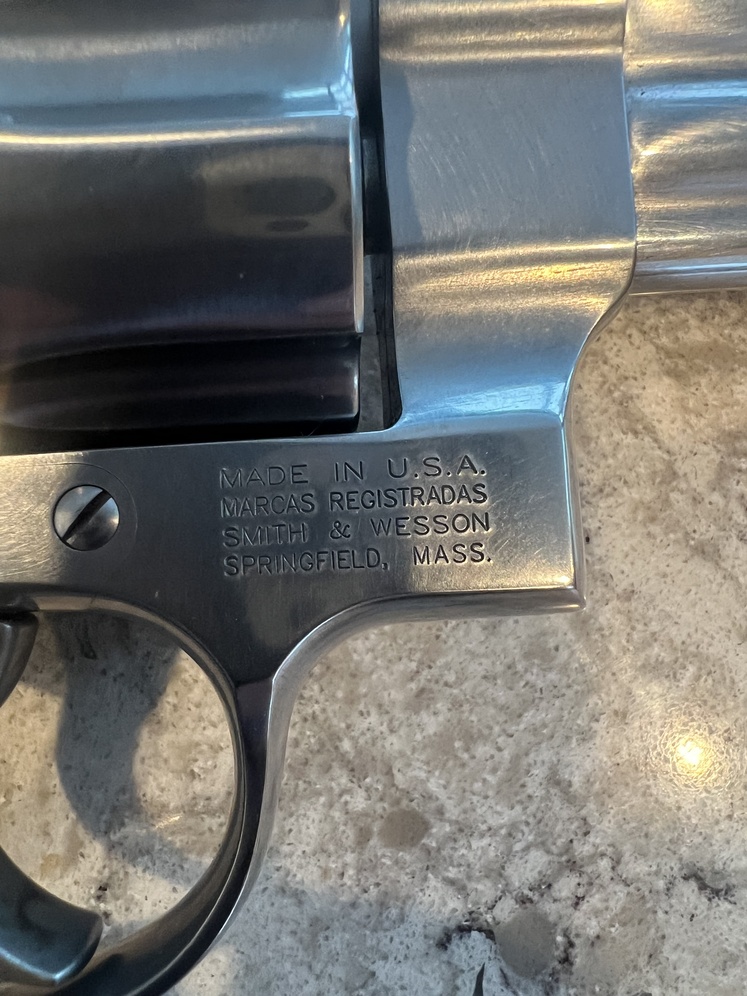 MADE IN U.S.A.
MARCAS REGISTRADAS
SMITH & WESSON
SPRINGFIELD, MASS.